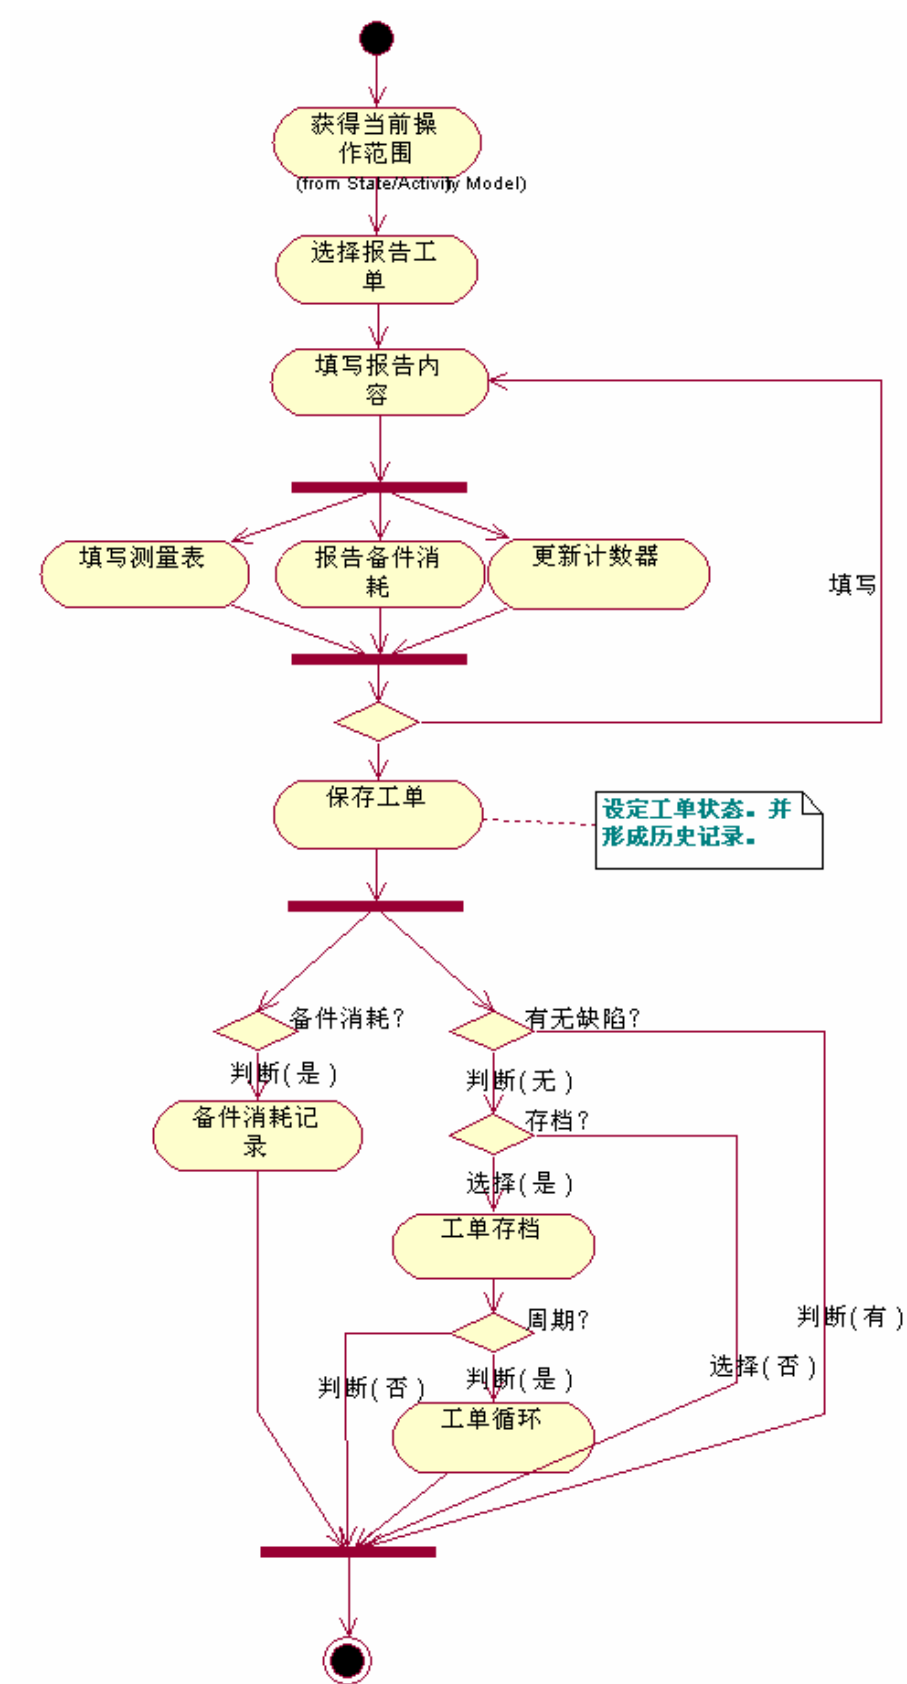 获得当前操
作范围
(from State/Activity Model)
选择报告工
单
填写报告内
容
填写测量表
报告备件消
耗
更新计数器
填写
保存工单
设定工单状态。并
形成历史记录。
备件消耗?
有无缺陷?
判断(是)
判断(无)
备件消耗记
录
存档?
选择(是)
工单存档
周期?
判断(有)
选择(否)
判断(否)
判断(是)
工单循环